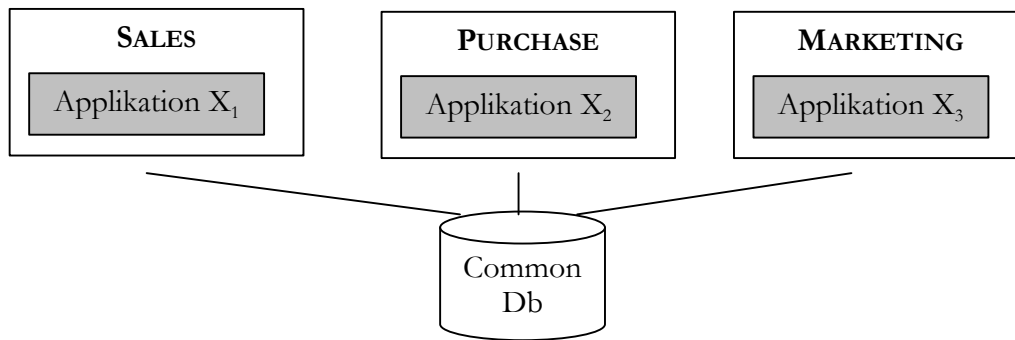 SALES
Applikation X₁
PURCHASE
Applikation X₂
MARKETING
Applikation X₃
Common
Db